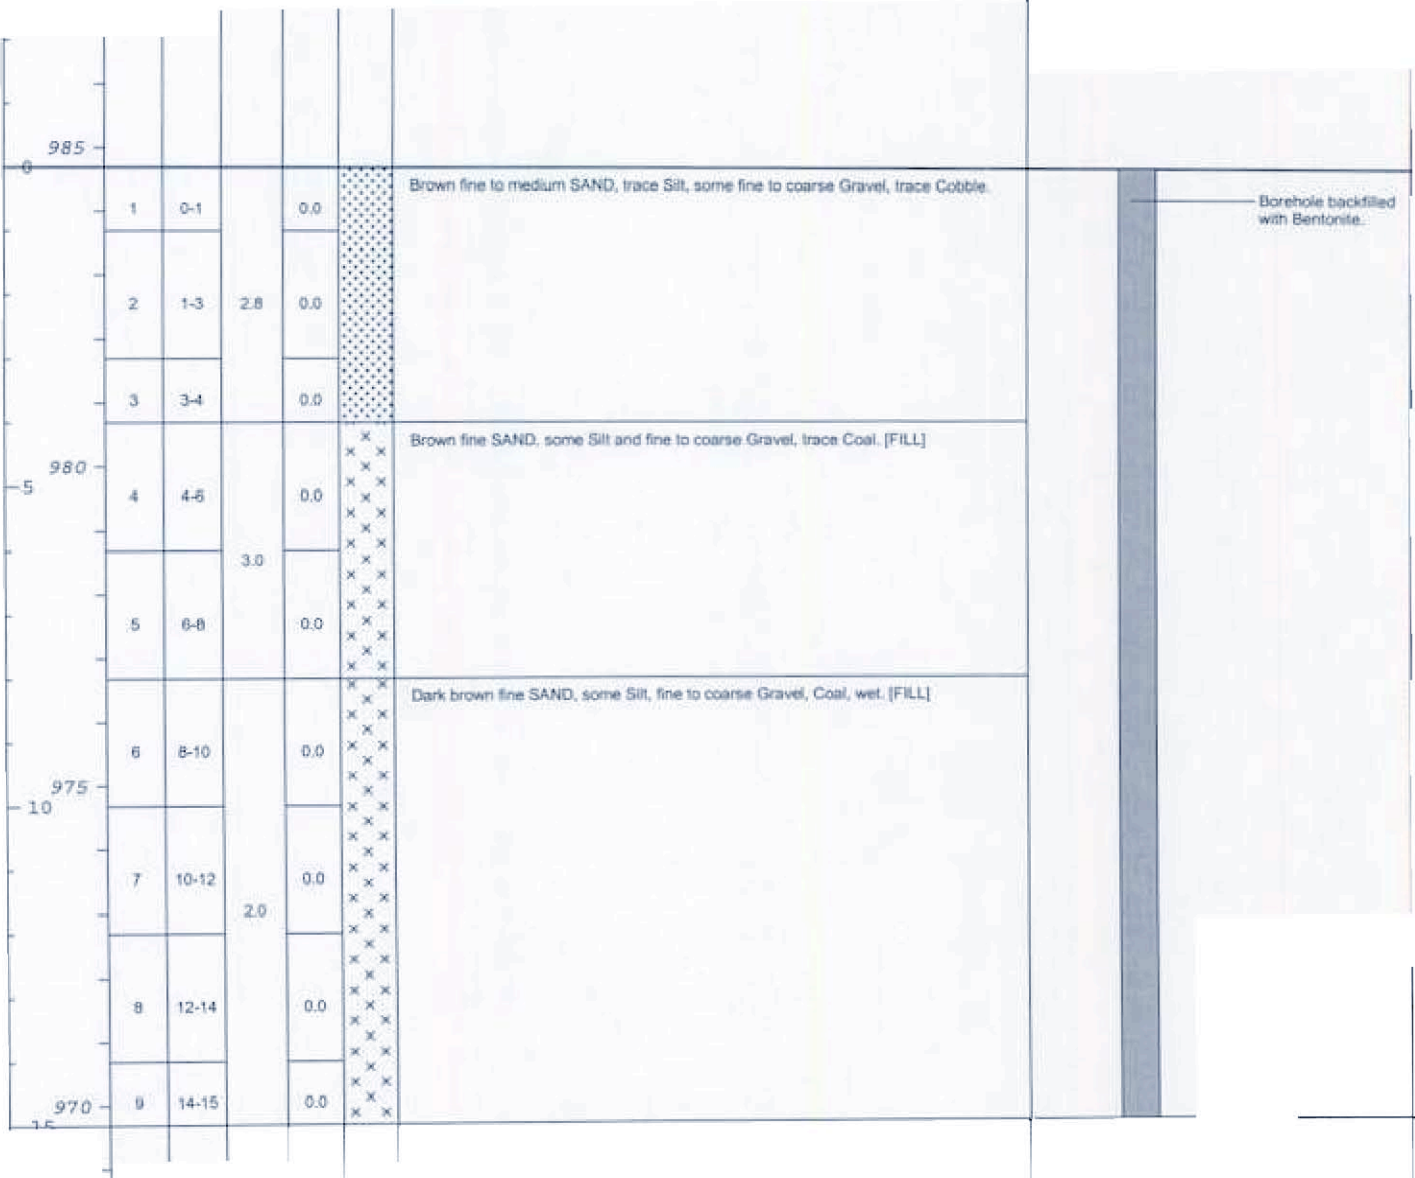 985
0
Brown fine to medium SAND, trace Silt, some fine to coarse Gravel, trace Cobble.
Borehole backfilled
with Bentonite.
1 0-1 0.0
2 1-3 2.8 0.0
3 3-4 0.0
Brown fine SAND, some Silt and fine to coarse Gravel, trace Coal. [FILL]
980
5
4 4-6 0.0
3.0
5 6-8 0.0
Dark brown fine SAND, some Silt, fine to coarse Gravel, Coal, wet. [FILL]
6 8-10 0.0
975
10
7 10-12 0.0
2.0
8 12-14 0.0
970 9 14-15 0.0
15